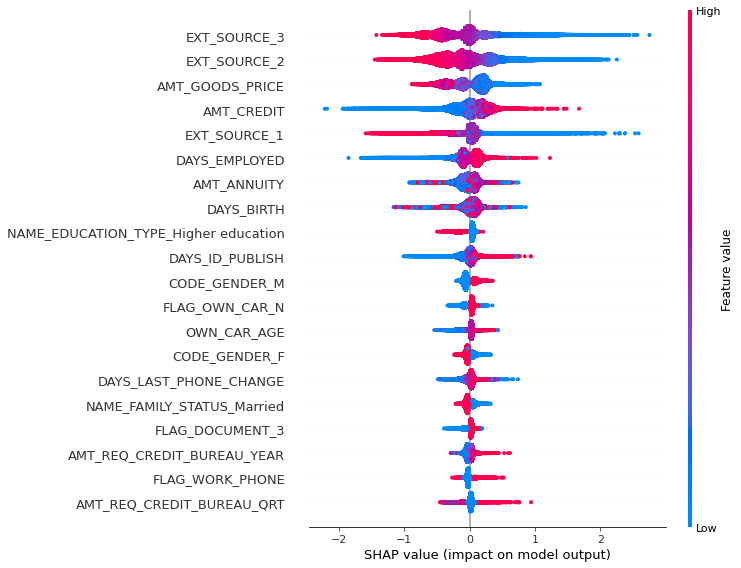 High
EXT_SOURCE_3
EXT_SOURCE_2
AMT_GOODS_PRICE
AMT_CREDIT
EXT_SOURCE_1
DAYS_EMPLOYED
AMT_ANNUITY
DAYS_BIRTH
NAME_EDUCATION_TYPE_Higher education
DAYS_ID_PUBLISH
CODE_GENDER_M
FLAG_OWN_CAR_N
OWN_CAR_AGE
CODE_GENDER_F
DAYS_LAST_PHONE_CHANGE
NAME_FAMILY_STATUS_Married
FLAG_DOCUMENT_3
AMT_REQ_CREDIT_BUREAU_YEAR
FLAG_WORK_PHONE
AMT_REQ_CREDIT_BUREAU_QRT
Feature value
Low
−2 −1 0 1 2
SHAP value (impact on model output)